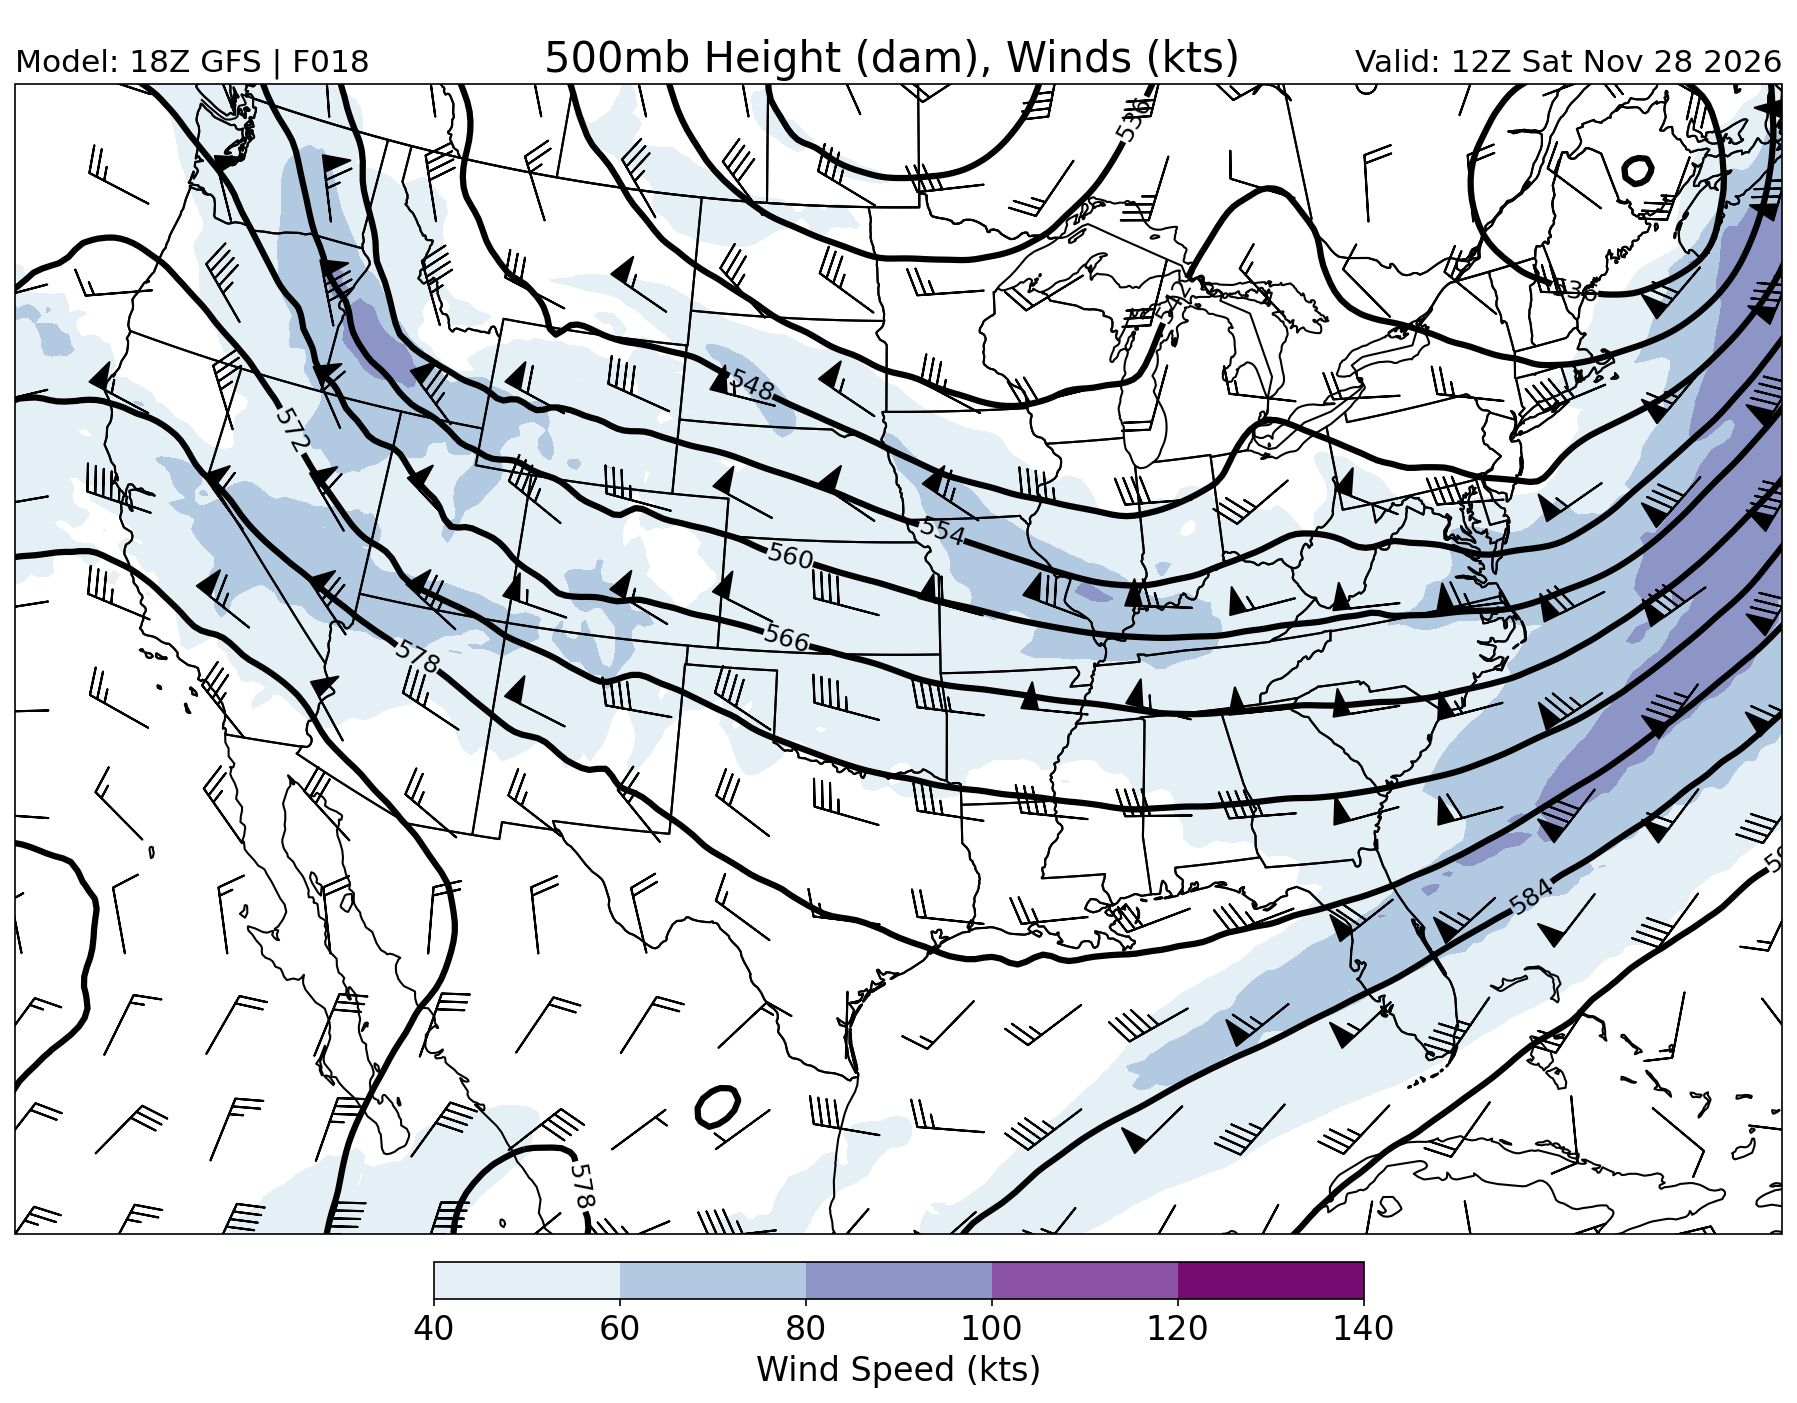 Model: 18Z GFS | F018
500mb Height (dam), Winds (kts)
Valid: 12Z Sat Nov 28 2026
536
536
548
572
554
560
566
578
584
578
40 60 80 100 120 140
Wind Speed (kts)